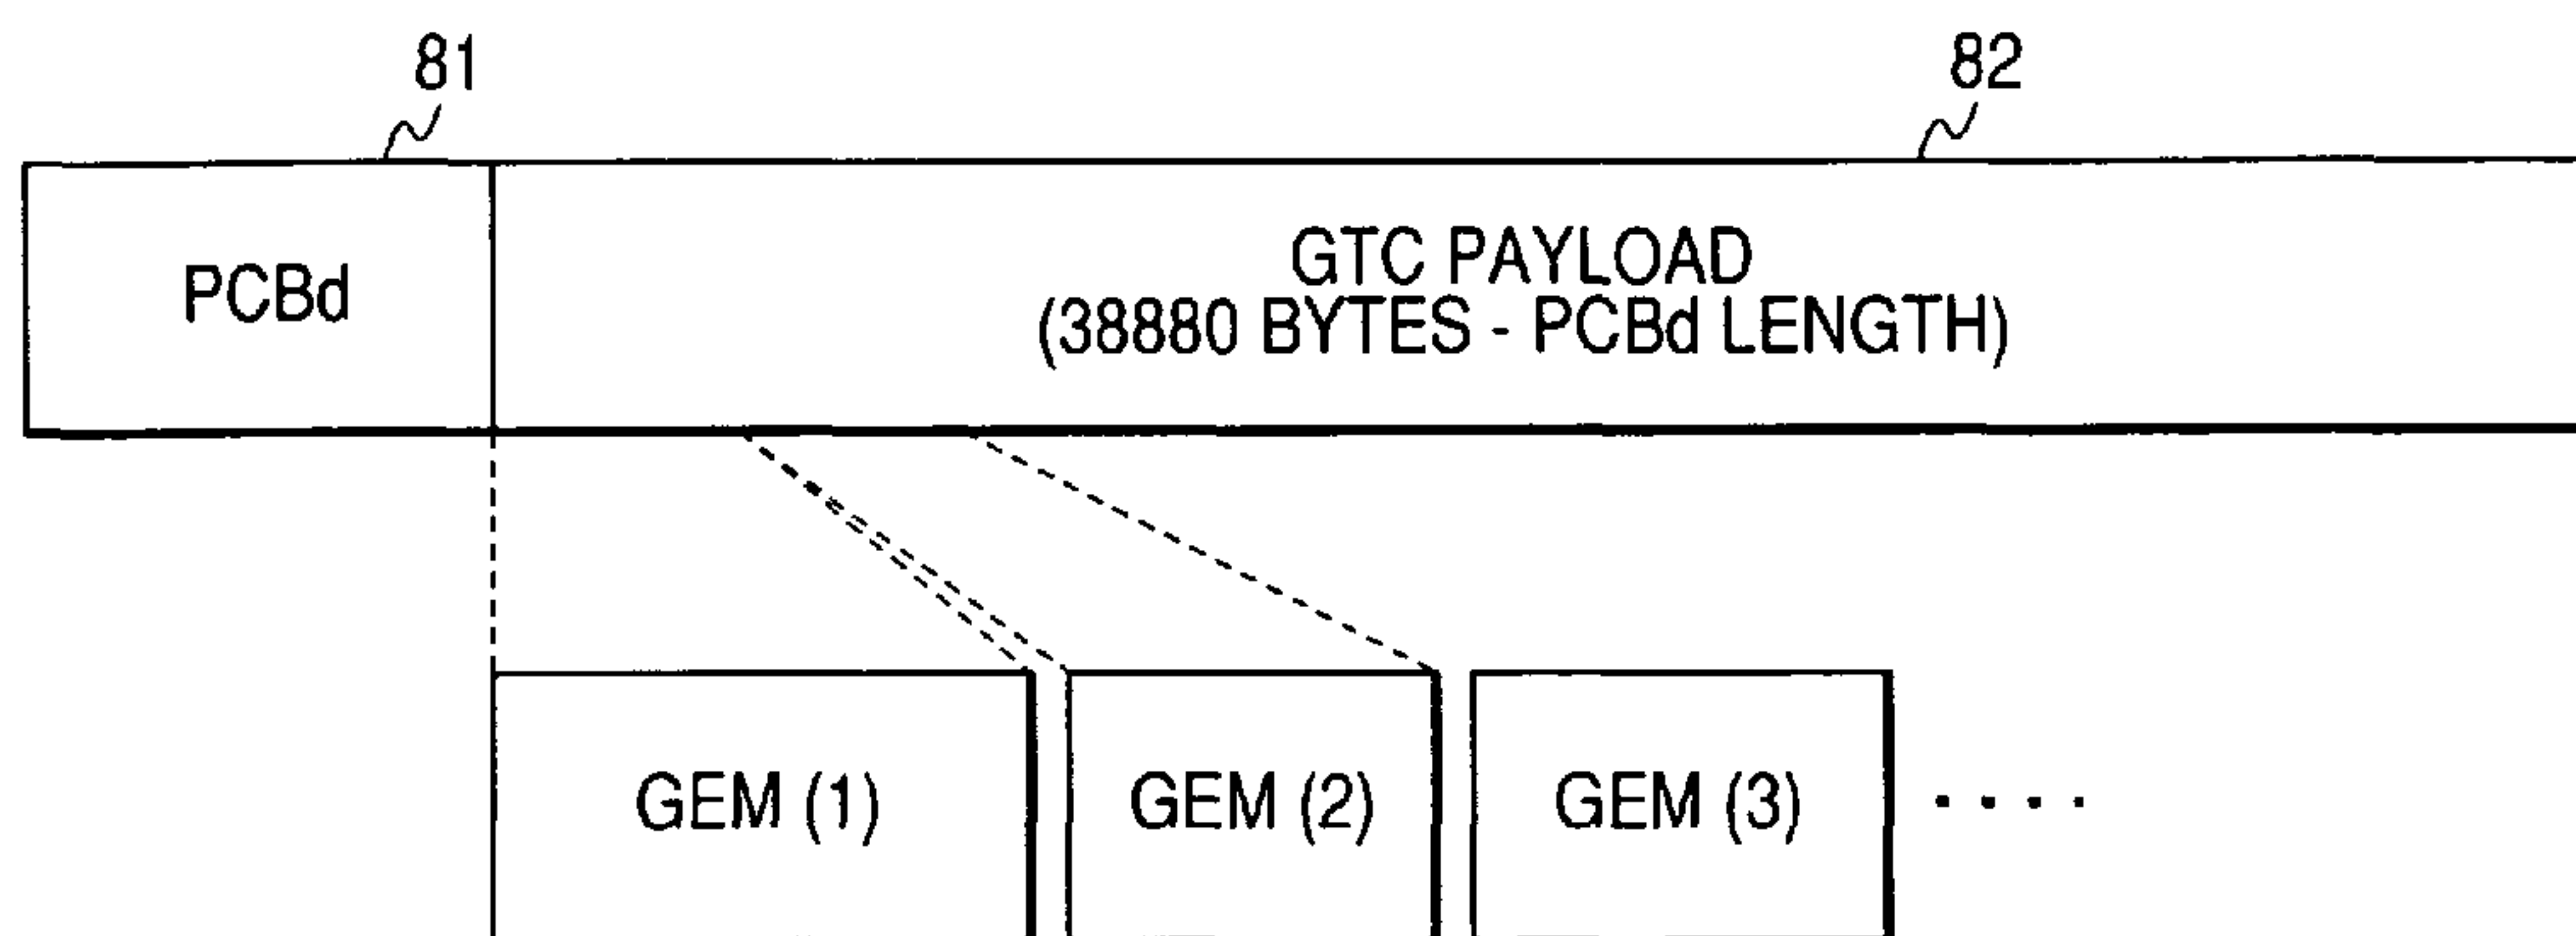 81
82
PCBd
GTC PAYLOAD
(38880 BYTES - PCBd LENGTH)
GEM (1)
GEM (2)
GEM (3)
....